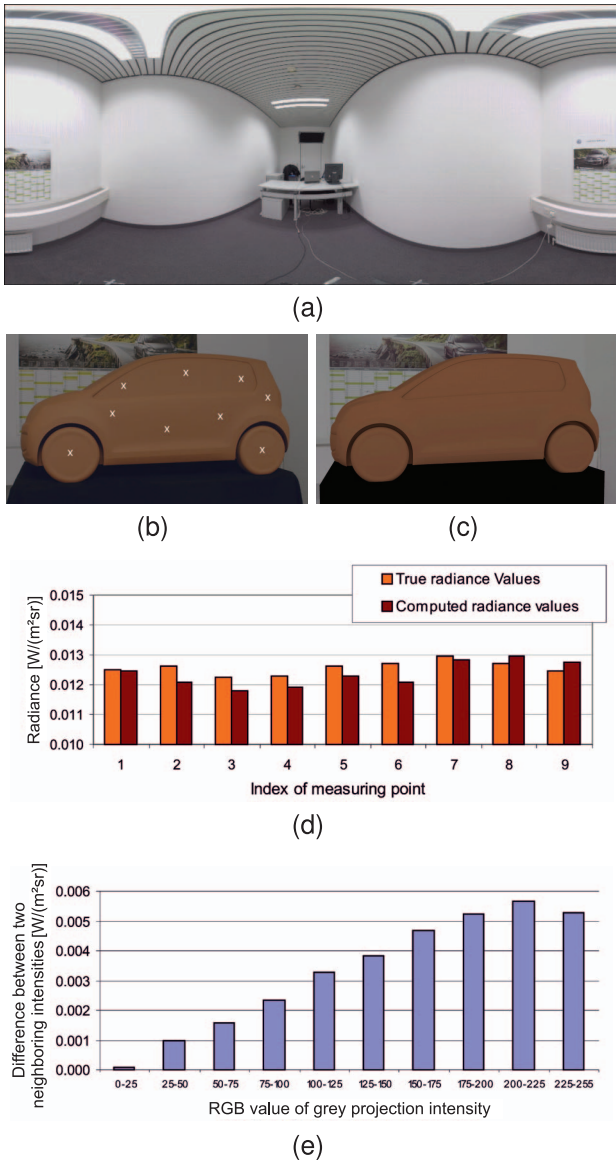 (a)
x x x x x x x x x
(b)
(c)
True radiance Values
Computed radiance values
Radiance [W/(m²sr)]
0.015
0.014
0.013
0.012
0.011
0.010
1 2 3 4 5 6 7 8 9
Index of measuring point
(d)
Difference between two
neighboring intensities [W/(m²sr)]
0.006
0.005
0.004
0.003
0.002
0.001
0.000
0-25 25-50 50-75 75-100 100-125 125-150 150-175 175-200 200-225 225-255
RGB value of grey projection intensity
(e)